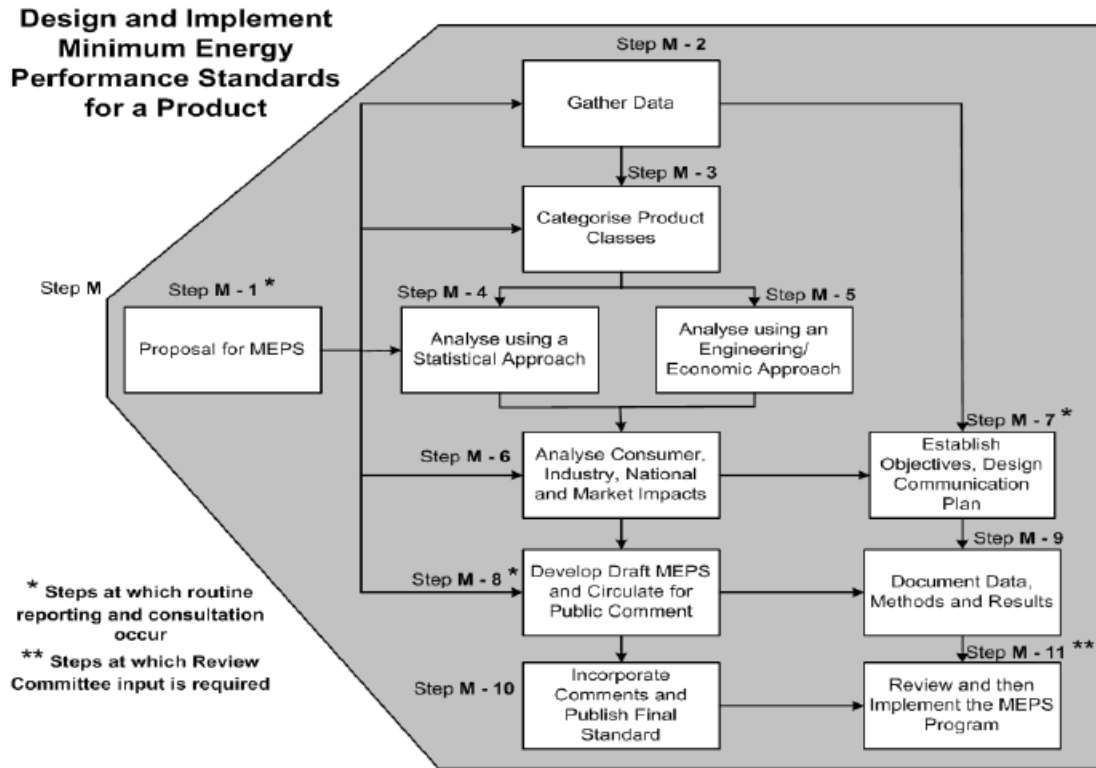 Design and Implement
Minimum Energy
Performance Standards
for a Product
Step M - 2
Gather Data
Step M - 3
Categorise Product
Classes
Step M
Step M - 1 *
Proposal for MEPS
Step M - 4
Analyse using a
Statistical Approach
Step M - 5
Analyse using an
Engineering/
Economic Approach
Step M - 6
Analyse Consumer,
Industry, National
and Market Impacts
Step M - 7 *
Establish
Objectives, Design
Communication
Plan
Step M - 8 *
Develop Draft MEPS
and Circulate for
Public Comment
Step M - 9
Document Data,
Methods and Results
Step M - 10
Incorporate
Comments and
Publish Final
Standard
Step M - 11 **
Review and then
Implement the MEPS
Program
* Steps at which routine
reporting and consultation
occur
** Steps at which Review
Committee input is required